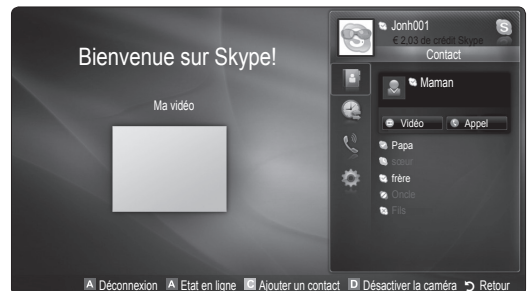 Bienvenue sur Skype!
Ma vidéo
Jonh001
€ 2,03 de crédit Skype
Contact
Maman
Vidéo
Appel
Papa
sœur
frère
Oncle
Fils
A Déconnexion A Etat en ligne C Ajouter un contact D Désactiver la caméra Retour